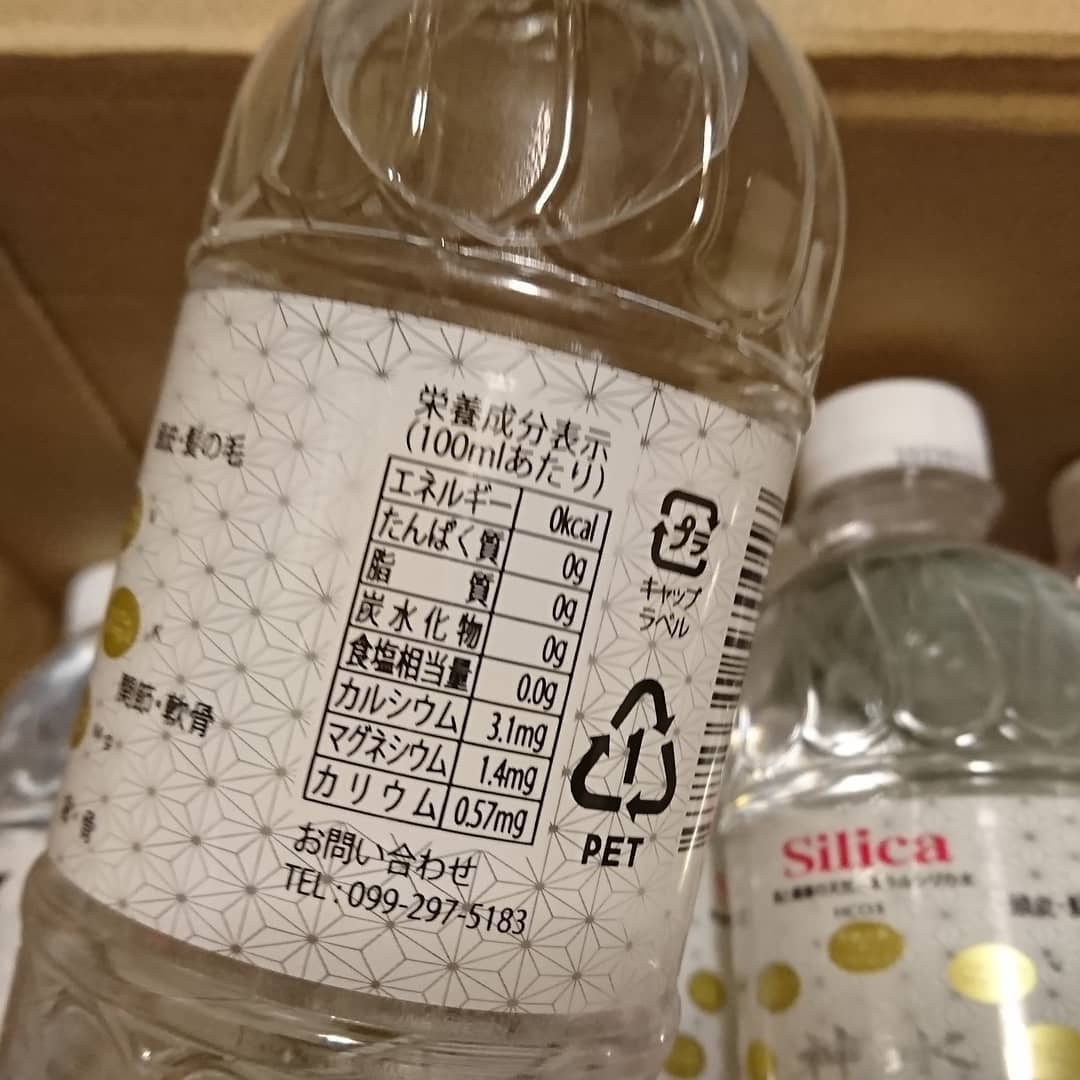 栄養成分表示
(100mlあたり)
エネルギー 0kcal
たんぱく質 0g
脂質 0g
炭水化物 0g
食塩相当量 0.0g
カルシウム 3.1mg
マグネシウム 1.4mg
カリウム 0.57mg
お問い合わせ
TEL:099-297-5183
プラ
キャップ
ラベル
1
PET
・髪の毛
関節・軟骨
Silica
HCO3